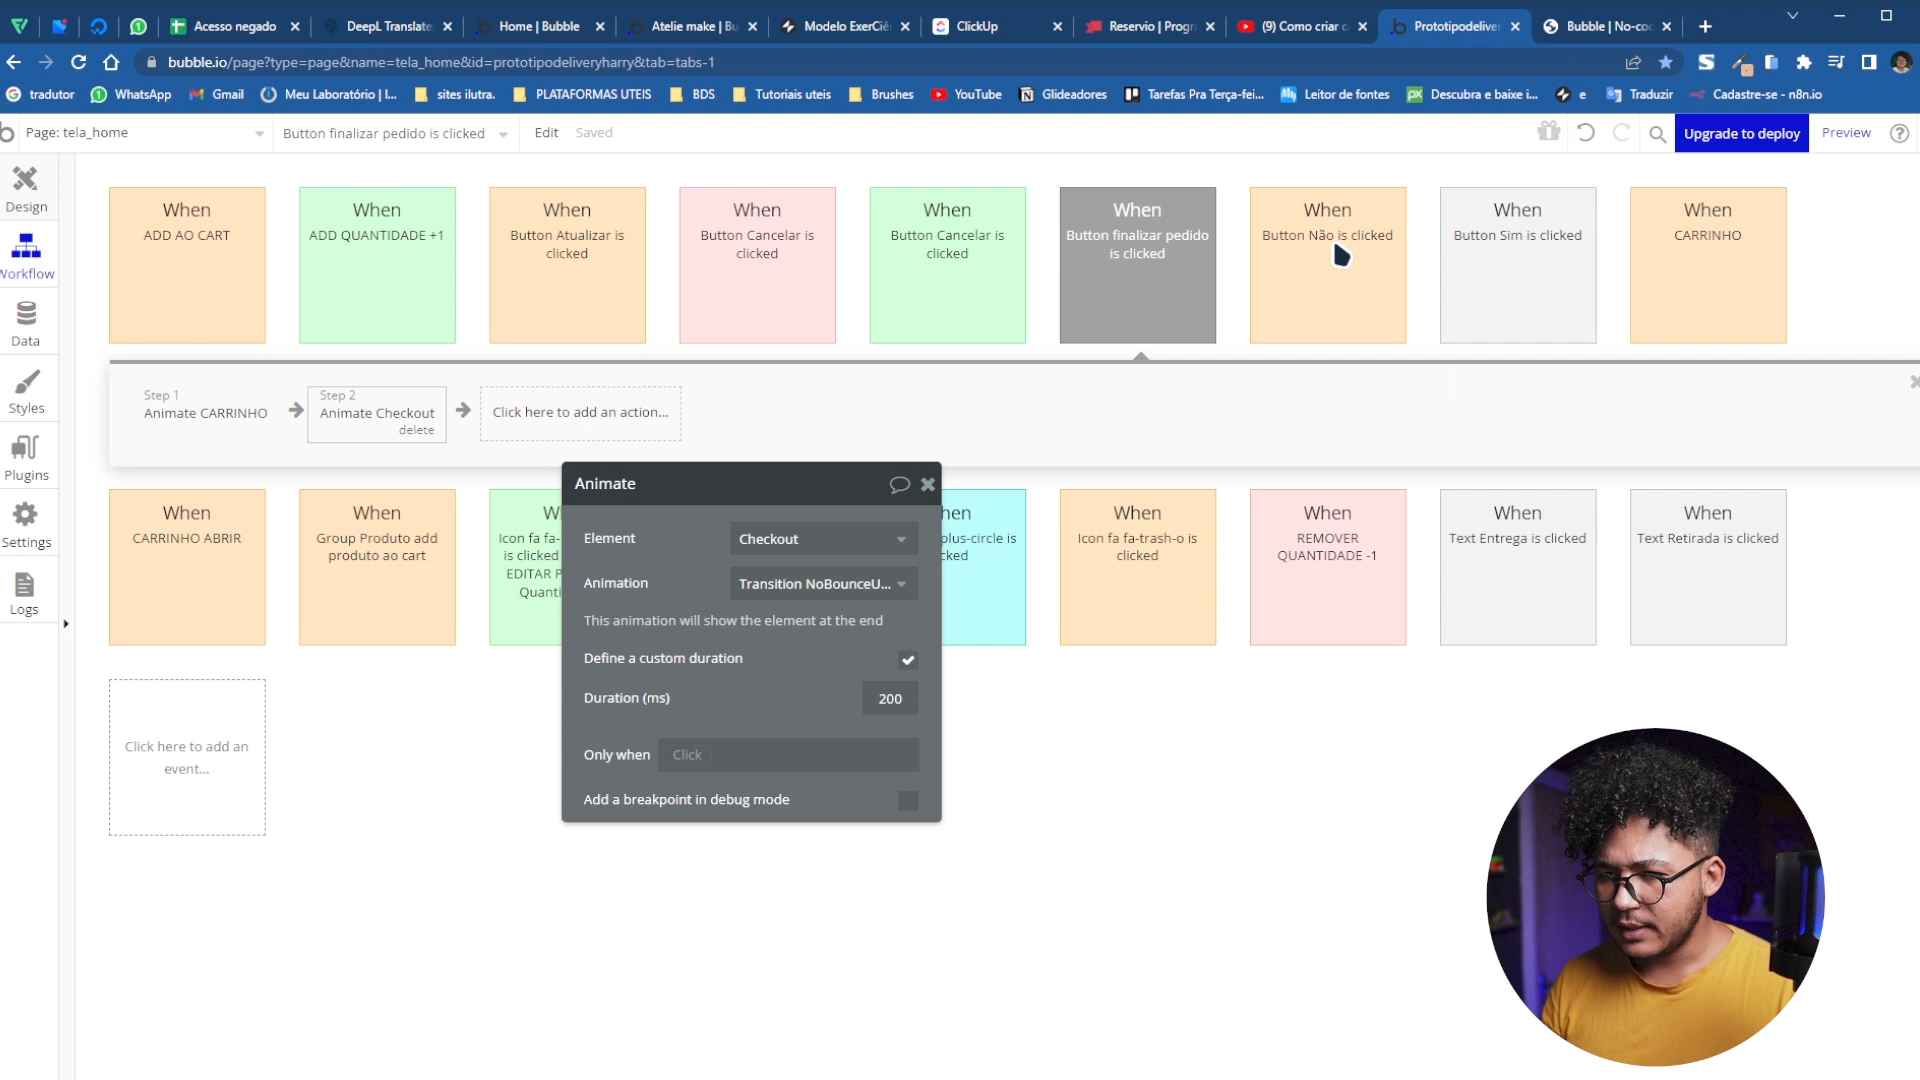 Acesso negado
DeepL Translate
Home | Bubble
Atelie make | Bu
Modelo ExerCiê
ClickUp
Reservio | Progr
(9) Como criar c
Prototipodeliver
Bubble | No-coc
bubble.io/page?type=page&name=tela_home&id=prototipodeliveryharry&tab=tabs-1
tradutor
WhatsApp
Gmail
Meu Laboratório | I...
sites ilutra.
PLATAFORMAS UTEIS
BDS
Tutoriais uteis
Brushes
YouTube
Glideadores
Tarefas Pra Terça-fei...
Leitor de fontes
Descubra e baixe i...
e
Traduzir
Cadastre-se - n8n.io
Page: tela_home
Button finalizar pedido is clicked
Edit
Saved
Upgrade to deploy
Preview
Design
Workflow
Data
Styles
Plugins
Settings
Logs
When
ADD AO CART
When
ADD QUANTIDADE +1
When
Button Atualizar is
clicked
When
Button Cancelar is
clicked
When
Button Cancelar is
clicked
When
Button finalizar pedido
is clicked
When
Button Não is clicked
When
Button Sim is clicked
When
CARRINHO
Step 1
Animate CARRINHO
Step 2
Animate Checkout
delete
Click here to add an action...
When
CARRINHO ABRIR
When
Group Produto add
produto ao cart
W
Icon fa fa-
is clicked
EDITAR P
Quanti
hen
plus-circle is
cked
When
Icon fa fa-trash-o is
clicked
When
REMOVER
QUANTIDADE -1
When
Text Entrega is clicked
When
Text Retirada is clicked
Click here to add an
event...
Animate
Element
Checkout
Animation
Transition NoBounceU...
This animation will show the element at the end
Define a custom duration
Duration (ms)
200
Only when
Click
Add a breakpoint in debug mode